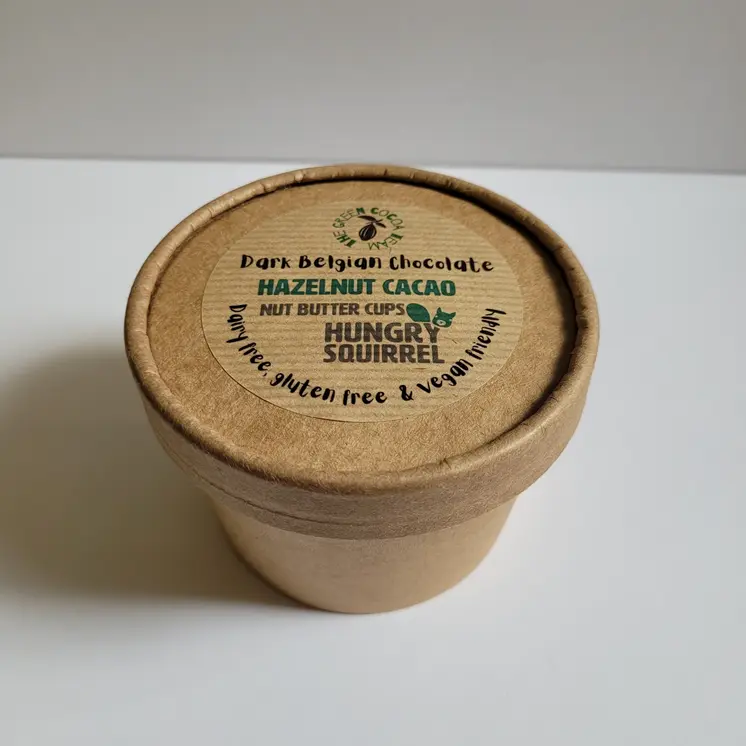 THE GREEN COCOA TEAM
Dark Belgian Chocolate
HAZELNUT CACAO
NUT BUTTER CUPS
HUNGRY
SQUIRREL
Dairy free, gluten free & vegan friendly